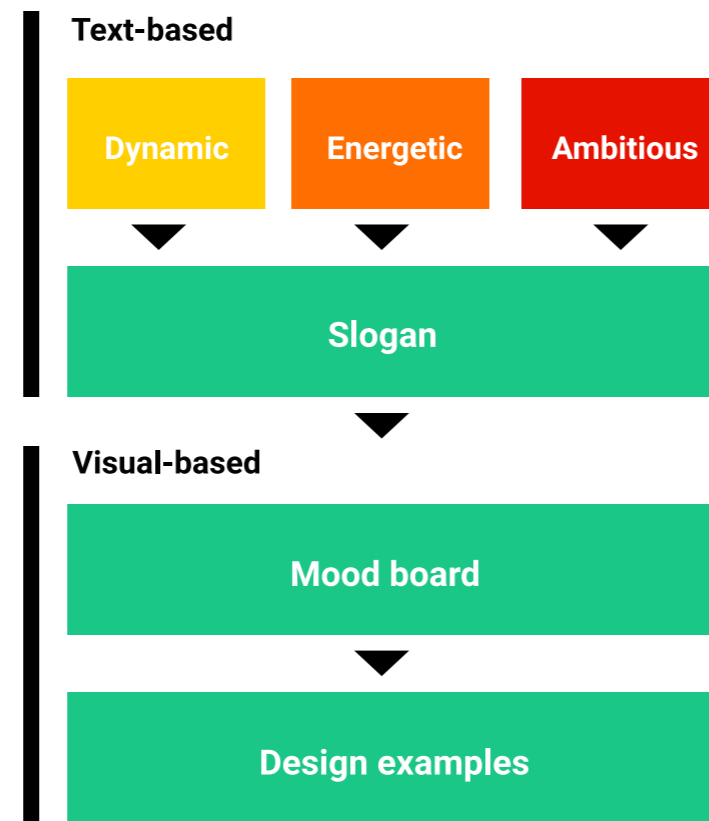 Text-based
Dynamic
Energetic
Ambitious
Slogan
Visual-based
Mood board
Design examples